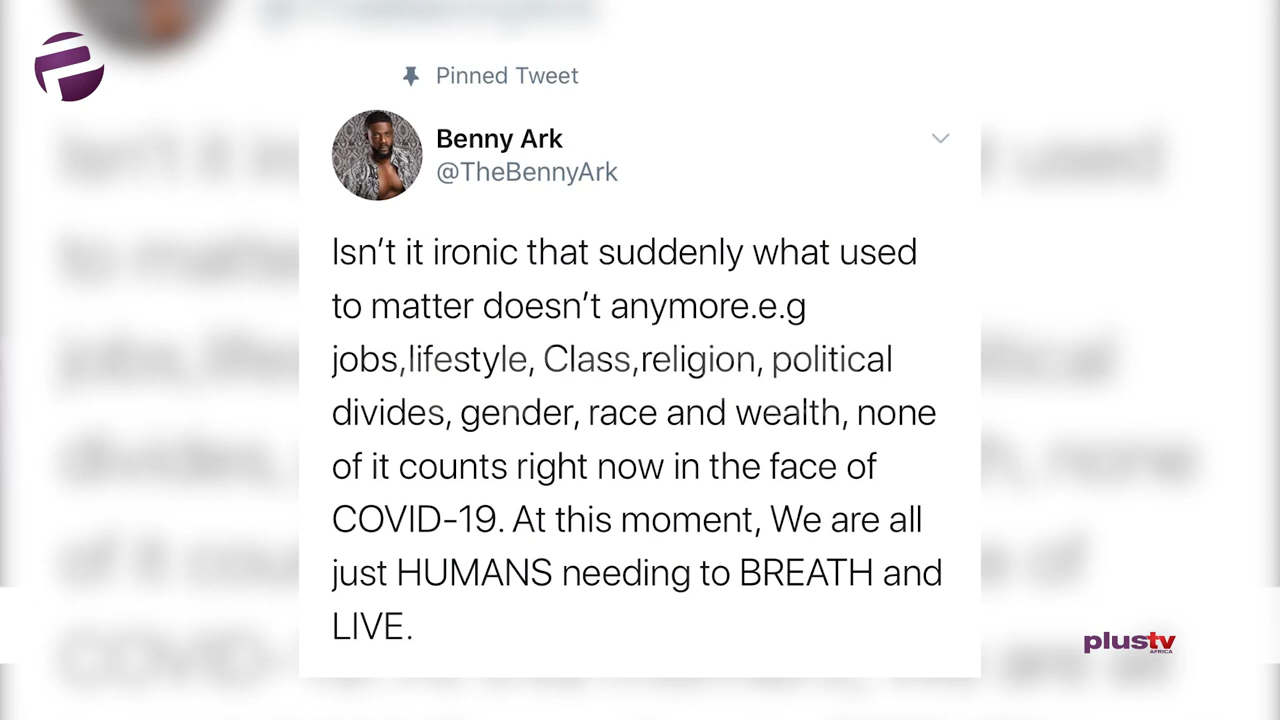 Pinned Tweet
Benny Ark
@TheBennyArk
Isn't it ironic that suddenly what used
to matter doesn't anymore.e.g
jobs,lifestyle, Class,religion, political
divides, gender, race and wealth, none
of it counts right now in the face of
COVID-19. At this moment, We are all
just HUMANS needing to BREATH and
LIVE.
plustv
AFRICA